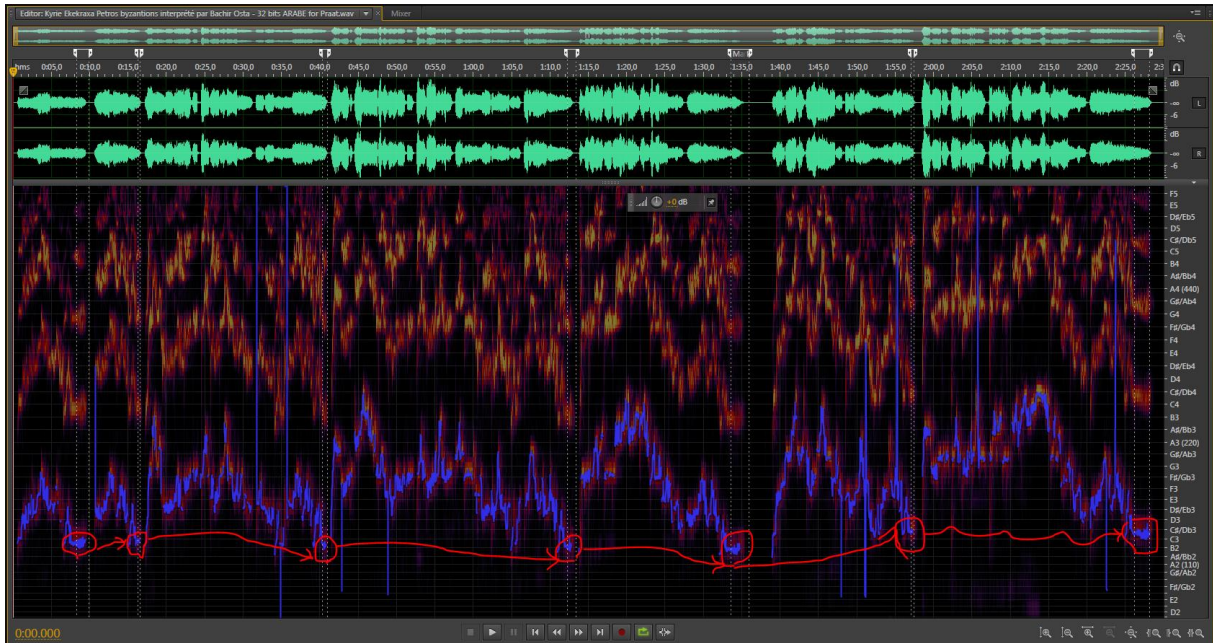 Editor: Kyrie Ekekraxa Petros byzantions interprété par Bachir Osta - 32 bits ARABE for Praat.wav Mixer
hms 0:05,0 0:10,0 0:15,0 0:20,0 0:25,0 0:30,0 0:35,0 0:40,0 0:45,0 0:50,0 0:55,0 1:00,0 1:05,0 1:10,0 1:15,0 1:20,0 1:25,0 1:30,0 1:35,0 1:40,0 1:45,0 1:50,0 1:55,0 2:00,0 2:05,0 2:10,0 2:15,0 2:20,0 2:25,0 2:3
dB
-∞ L
-6
dB
-∞ R
-6
+0 dB
F5
E5
D♯/Eb5
D5
C♯/Db5
C5
B4
A♯/Bb4
A4 (440)
G♯/Ab4
G4
F♯/Gb4
F4
E4
D♯/Eb4
D4
C♯/Db4
C4
B3
A♯/Bb3
A3 (220)
G♯/Ab3
G3
F♯/Gb3
F3
E3
D♯/Eb3
D3
C♯/Db3
C3
B2
A♯/Bb2
A2 (110)
G♯/Ab2
F♯/Gb2
E2
D2
0:00.000